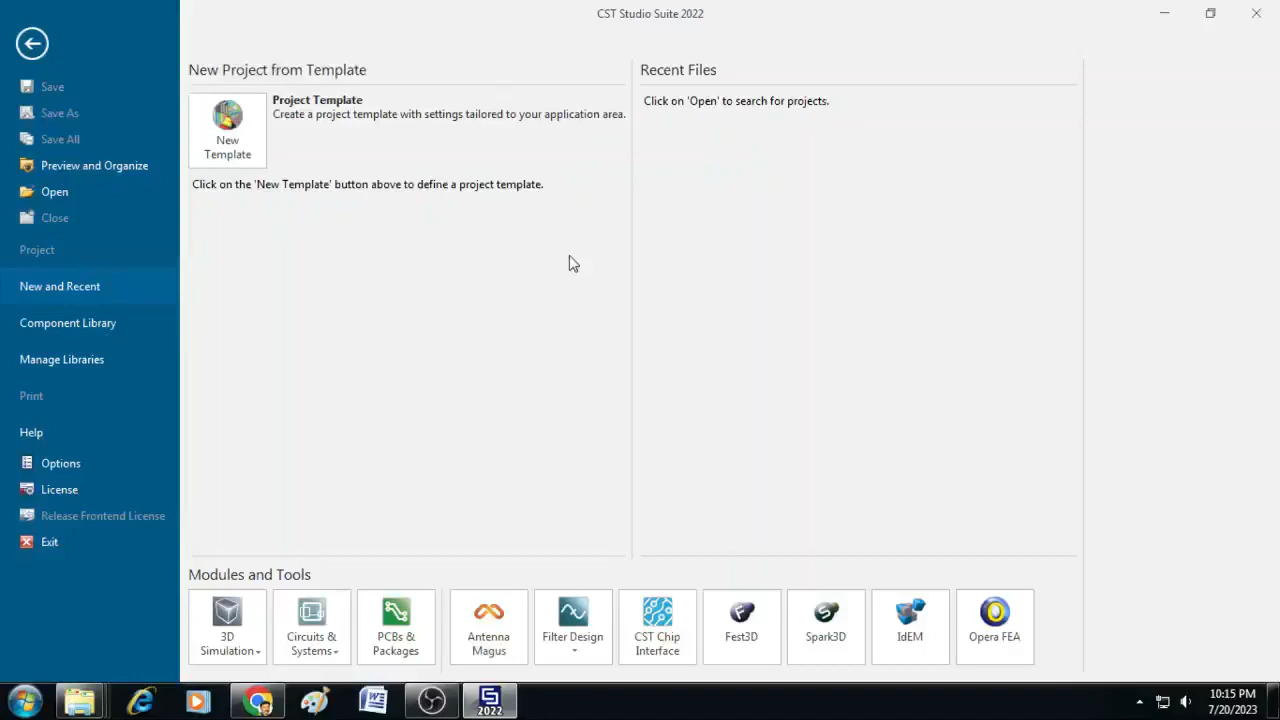 CST Studio Suite 2022
Save
Save As
Save All
Preview and Organize
Open
Close
Project
New and Recent
Component Library
Manage Libraries
Print
Help
Options
License
Release Frontend License
Exit
New Project from Template
New
Template
Project Template
Create a project template with settings tailored to your application area.
Click on the 'New Template' button above to define a project template.
Recent Files
Click on 'Open' to search for projects.
Modules and Tools
3D
Simulation
Circuits &
Systems
PCBs &
Packages
Antenna
Magus
Filter Design
CST Chip
Interface
Fest3D
Spark3D
IdEM
Opera FEA
2022
10:15 PM
7/20/2023